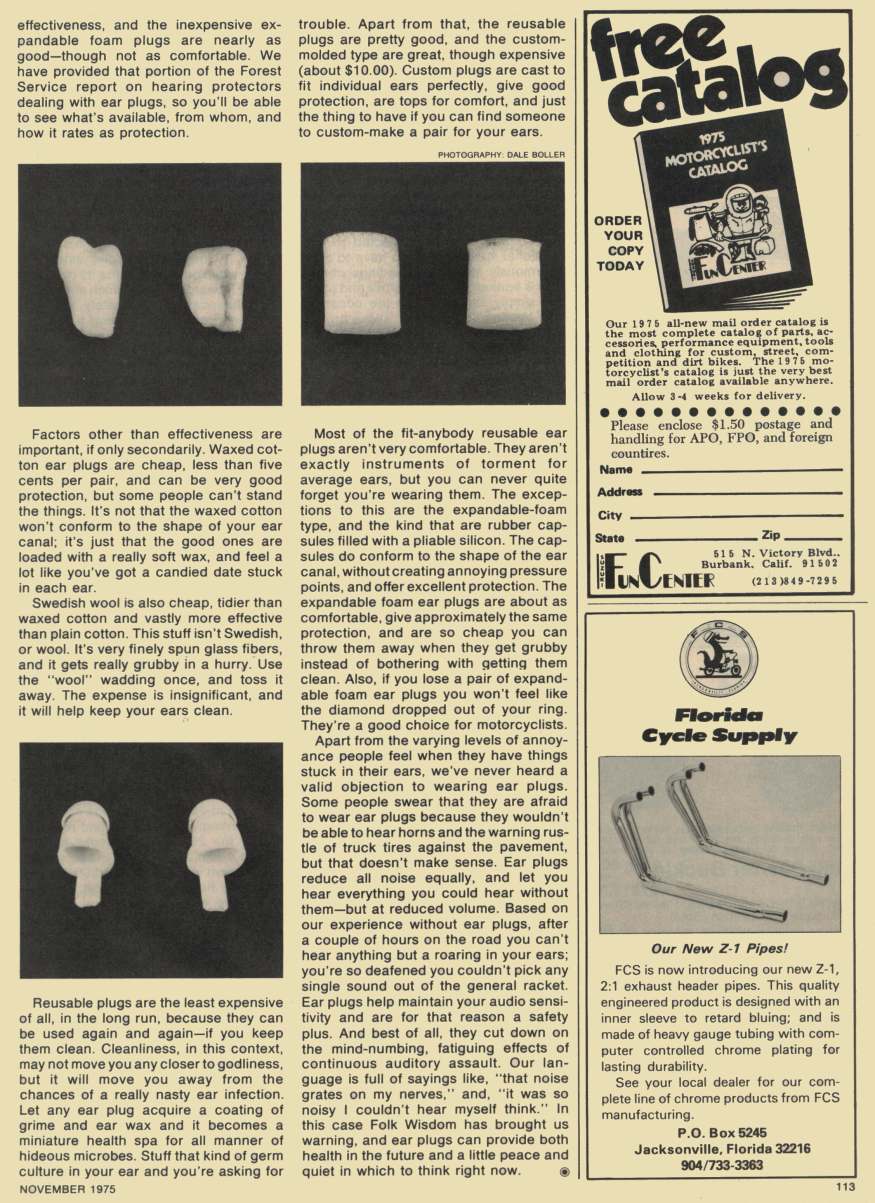 effectiveness, and the inexpensive ex-
pandable foam plugs are nearly as
good—though not as comfortable. We
have provided that portion of the Forest
Service report on hearing protectors
dealing with ear plugs, so you'll be able
to see what's available, from whom, and
how it rates as protection.
Factors other than effectiveness are
important, if only secondarily. Waxed cot-
ton ear plugs are cheap, less than five
cents per pair, and can be very good
protection, but some people can't stand
the things. It's not that the waxed cotton
won't conform to the shape of your ear
canal; it's just that the good ones are
loaded with a really soft wax, and feel a
lot like you've got a candied date stuck
in each ear.
Swedish wool is also cheap, tidier than
waxed cotton and vastly more effective
than plain cotton. This stuff isn't Swedish,
or wool. It's very finely spun glass fibers,
and it gets really grubby in a hurry. Use
the "wool" wadding once, and toss it
away. The expense is insignificant, and
it will help keep your ears clean.
Reusable plugs are the least expensive
of all, in the long run, because they can
be used again and again—if you keep
them clean. Cleanliness, in this context,
may not move you any closer to godliness,
but it will move you away from the
chances of a really nasty ear infection.
Let any ear plug acquire a coating of
grime and ear wax and it becomes a
miniature health spa for all manner of
hideous microbes. Stuff that kind of germ
culture in your ear and you're asking for
trouble. Apart from that, the reusable
plugs are pretty good, and the custom-
molded type are great, though expensive
(about $10.00). Custom plugs are cast to
fit individual ears perfectly, give good
protection, are tops for comfort, and just
the thing to have if you can find someone
to custom-make a pair for your ears.
PHOTOGRAPHY: DALE BOLLER
Most of the fit-anybody reusable ear
plugs aren't very comfortable. They aren't
exactly instruments of torment for
average ears, but you can never quite
forget you're wearing them. The excep-
tions to this are the expandable-foam
type, and the kind that are rubber cap-
sules filled with a pliable silicon. The cap-
sules do conform to the shape of the ear
canal, without creating annoying pressure
points, and offer excellent protection. The
expandable foam ear plugs are about as
comfortable, give approximately the same
protection, and are so cheap you can
throw them away when they get grubby
instead of bothering with getting them
clean. Also, if you lose a pair of expand-
able foam ear plugs you won't feel like
the diamond dropped out of your ring.
They're a good choice for motorcyclists.
Apart from the varying levels of annoy-
ance people feel when they have things
stuck in their ears, we've never heard a
valid objection to wearing ear plugs.
Some people swear that they are afraid
to wear ear plugs because they wouldn't
be able to hear horns and the warning rus-
tle of truck tires against the pavement,
but that doesn't make sense. Ear plugs
reduce all noise equally, and let you
hear everything you could hear without
them—but at reduced volume. Based on
our experience without ear plugs, after
a couple of hours on the road you can't
hear anything but a roaring in your ears;
you're so deafened you couldn't pick any
single sound out of the general racket.
Ear plugs help maintain your audio sensi-
tivity and are for that reason a safety
plus. And best of all, they cut down on
the mind-numbing, fatiguing effects of
continuous auditory assault. Our lan-
guage is full of sayings like, "that noise
grates on my nerves," and, "it was so
noisy I couldn't hear myself think." In
this case Folk Wisdom has brought us
warning, and ear plugs can provide both
health in the future and a little peace and
quiet in which to think right now.
free
catalog
1975
MOTORCYCLIST'S
CATALOG
FUN CENTER
ORDER
YOUR
COPY
TODAY
Our 1975 all-new mail order catalog is
the most complete catalog of parts, ac-
cessories, performance equipment, tools
and clothing for custom, street, com-
petition and dirt bikes. The 1975 mo-
torcyclist's catalog is just the very best
mail order catalog available anywhere.
Allow 3-4 weeks for delivery.
Please enclose $1.50 postage and
handling for APO, FPO, and foreign
countires.
Name
Address
City
State Zip
SUZUKI FUN CENTER
515 N. Victory Blvd..
Burbank, Calif. 91502
(213)849-7295
FCS
Florida
Cycle Supply
Our New Z-1 Pipes!
FCS is now introducing our new Z-1,
2:1 exhaust header pipes. This quality
engineered product is designed with an
inner sleeve to retard bluing; and is
made of heavy gauge tubing with com-
puter controlled chrome plating for
lasting durability.
See your local dealer for our com-
plete line of chrome products from FCS
manufacturing.
P.O. Box 5245
Jacksonville, Florida 32216
904/733-3363
NOVEMBER 1975
113